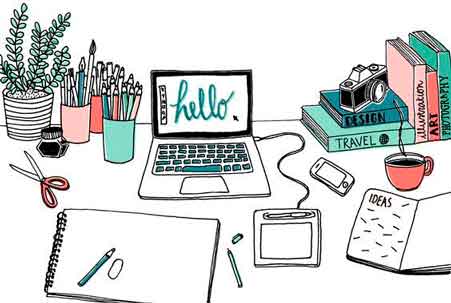 hello
DESIGN
TRAVEL
illustration
ART
PHOTOGRAPHY
IDEAS